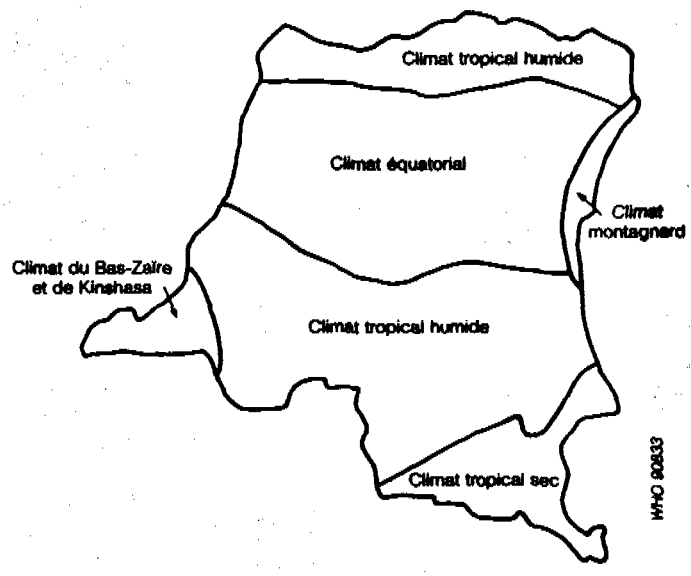 Climat tropical humide
Climat équatorial
Climat
montagnard
Climat du Bas-Zaïre
et de Kinshasa
Climat tropical humide
Climat tropical sec
WHO 90833